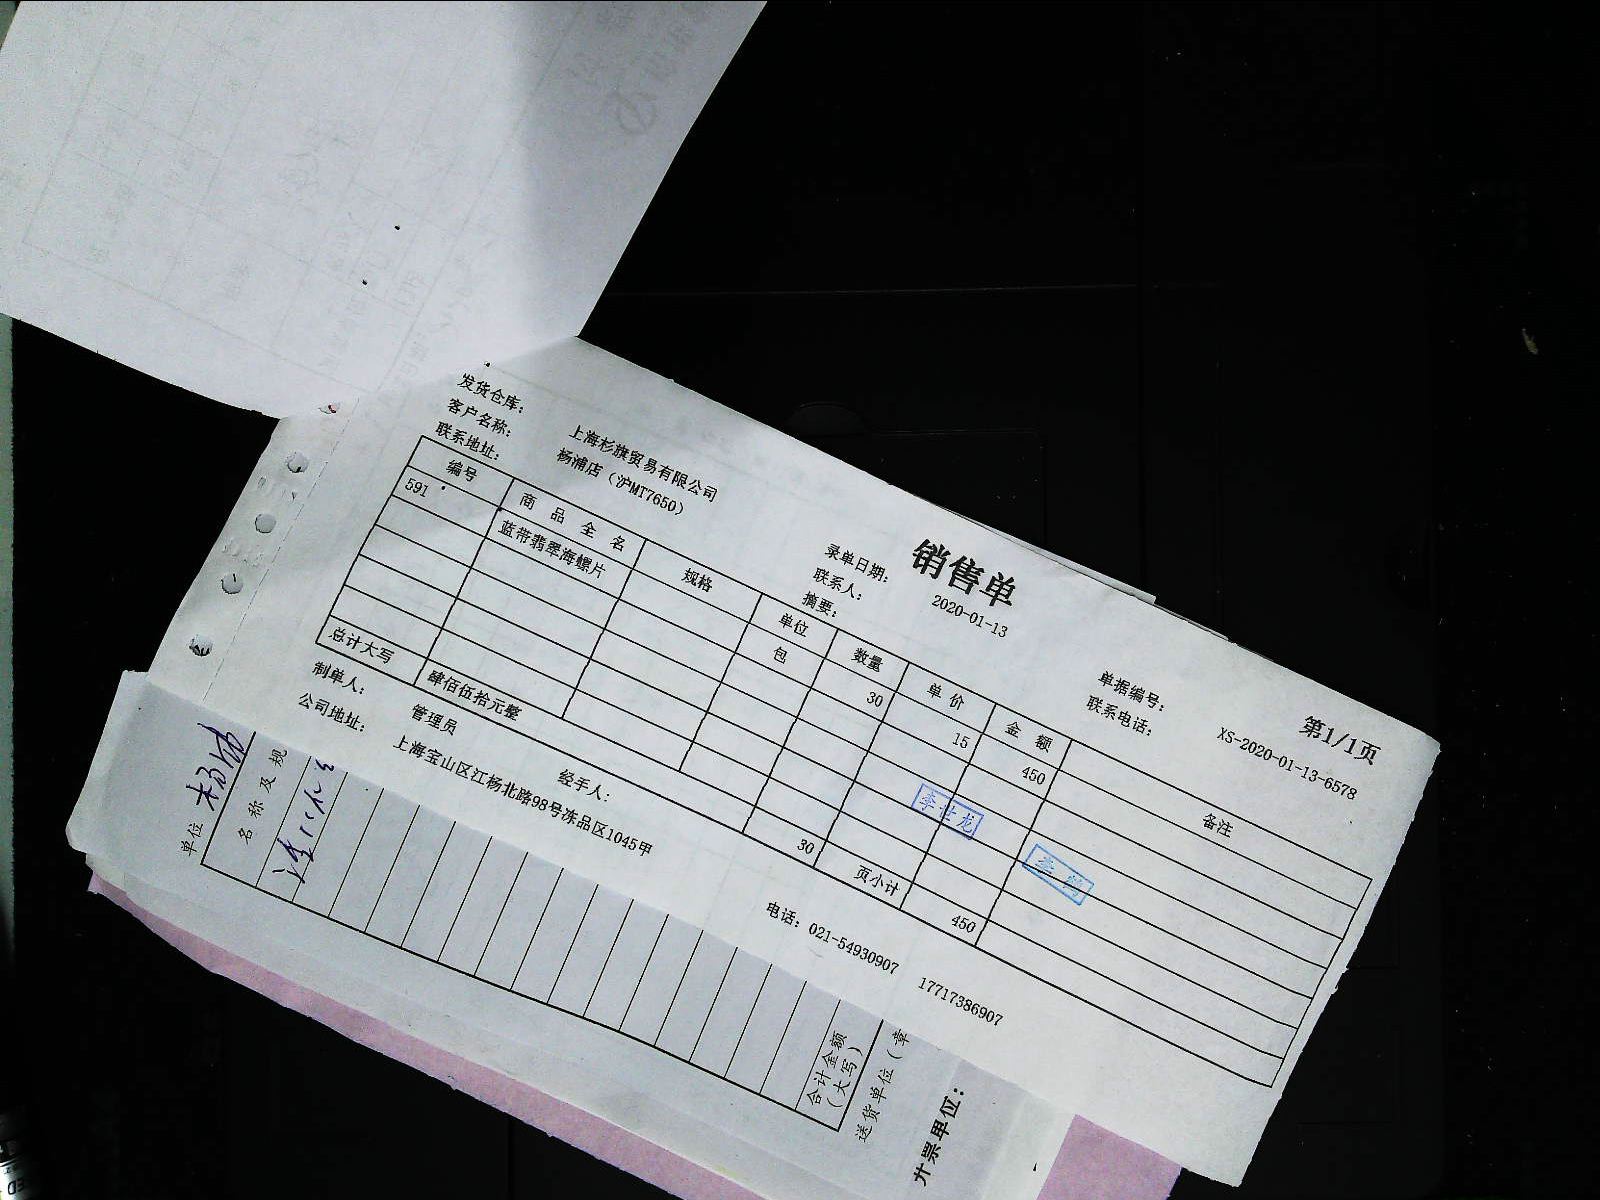 销售单
第1/1页
发货仓库： 录单日期： 2020-01-13 单据编号： XS-2020-01-13-6578
客户名称： 上海杉旗贸易有限公司 联系人： 联系电话：
联系地址： 杨浦店（沪MT7650） 摘要：
编号 商品全名 规格 单位 数量 单价 金额 备注
591 蓝带翡翠海螺片 包 30 15 450
李世龙
总计大写 肆佰伍拾元整 30 页小计 450
制单人： 管理员 经手人：
公司地址： 上海宝山区江杨北路98号冻品区1045甲 电话：021-54930907 17717386907
单位
名称及规
合计金额
（大写）
送货单位（章
开票单位：